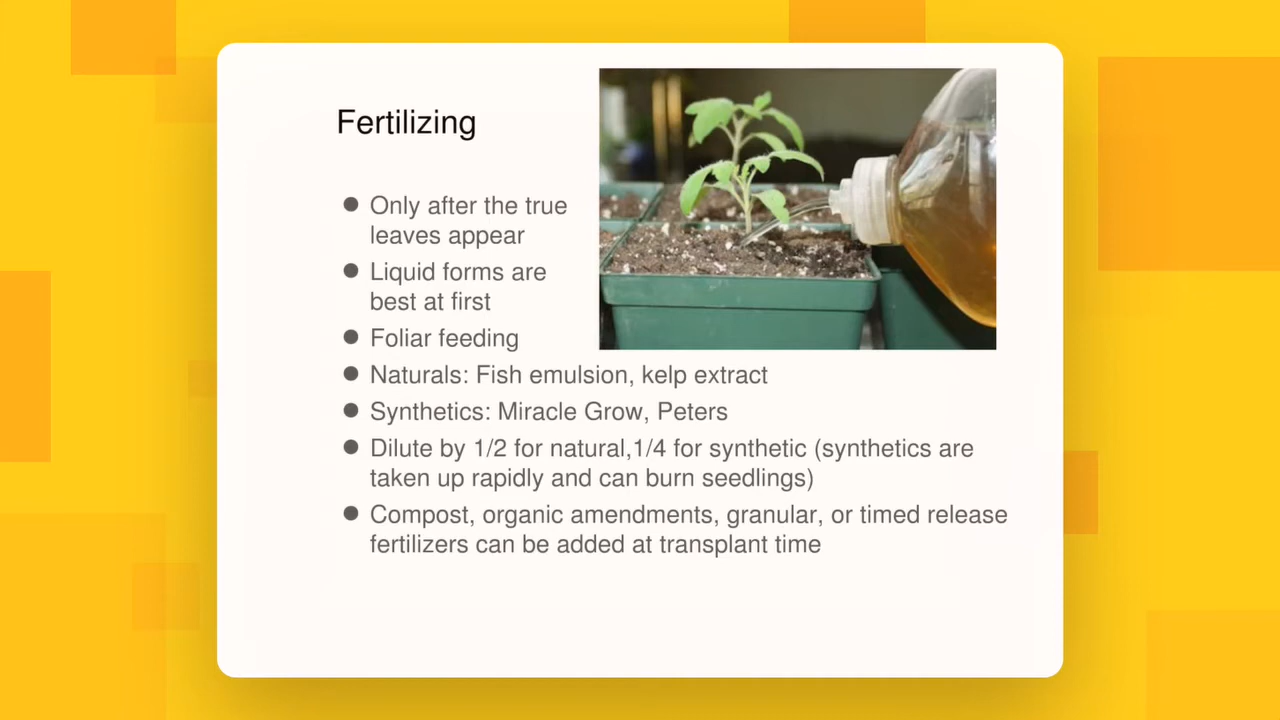 Fertilizing
● Only after the true
leaves appear
● Liquid forms are
best at first
● Foliar feeding
● Naturals: Fish emulsion, kelp extract
● Synthetics: Miracle Grow, Peters
● Dilute by 1/2 for natural,1/4 for synthetic (synthetics are
taken up rapidly and can burn seedlings)
● Compost, organic amendments, granular, or timed release
fertilizers can be added at transplant time